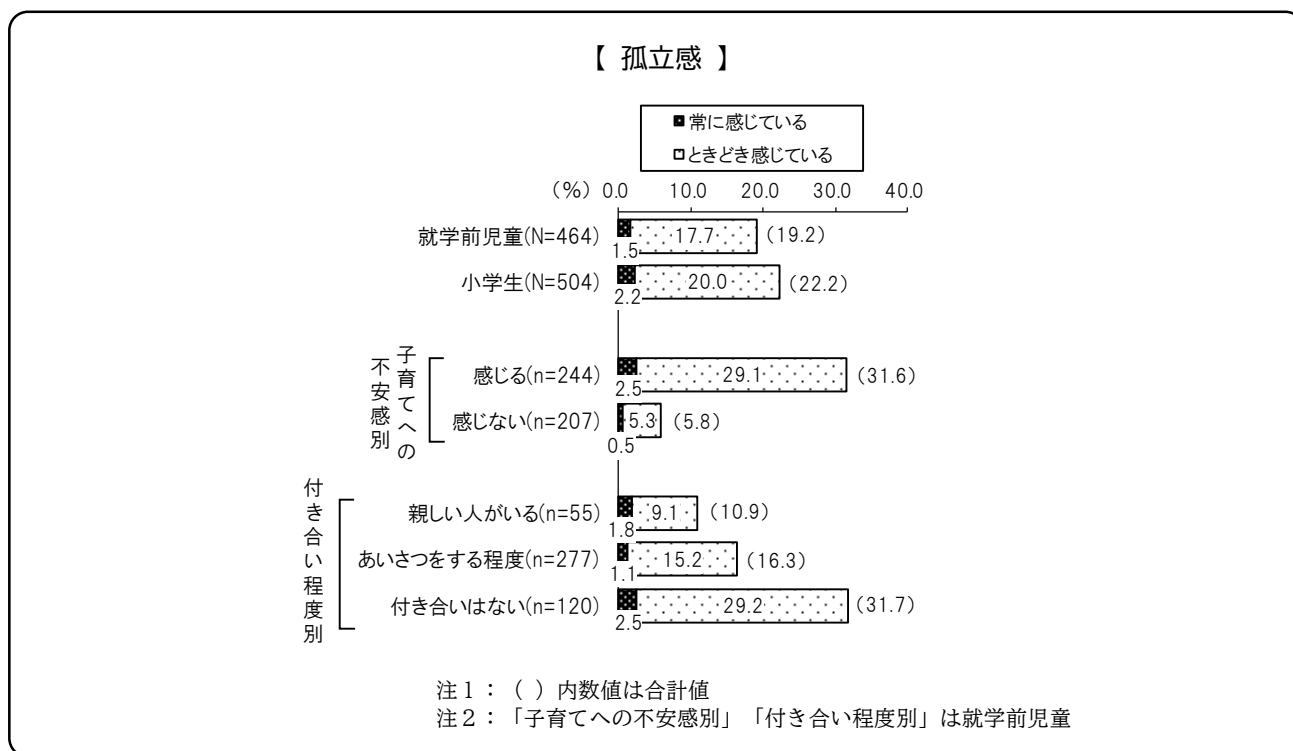 【 孤立感 】
常に感じている
ときどき感じている
（％） 0.0 10.0 20.0 30.0 40.0
就学前児童(N=464) 1.5 17.7 （19.2）
小学生(N=504) 2.2 20.0 （22.2）
子育てへの不安感別
感じる(n=244) 2.5 29.1 （31.6）
感じない(n=207) 0.5 5.3 （5.8）
付き合い程度別
親しい人がいる(n=55) 1.8 9.1 （10.9）
あいさつをする程度(n=277) 1.1 15.2 （16.3）
付き合いはない(n=120) 2.5 29.2 （31.7）
注１：（ ）内数値は合計値
注２：「子育てへの不安感別」「付き合い程度別」は就学前児童